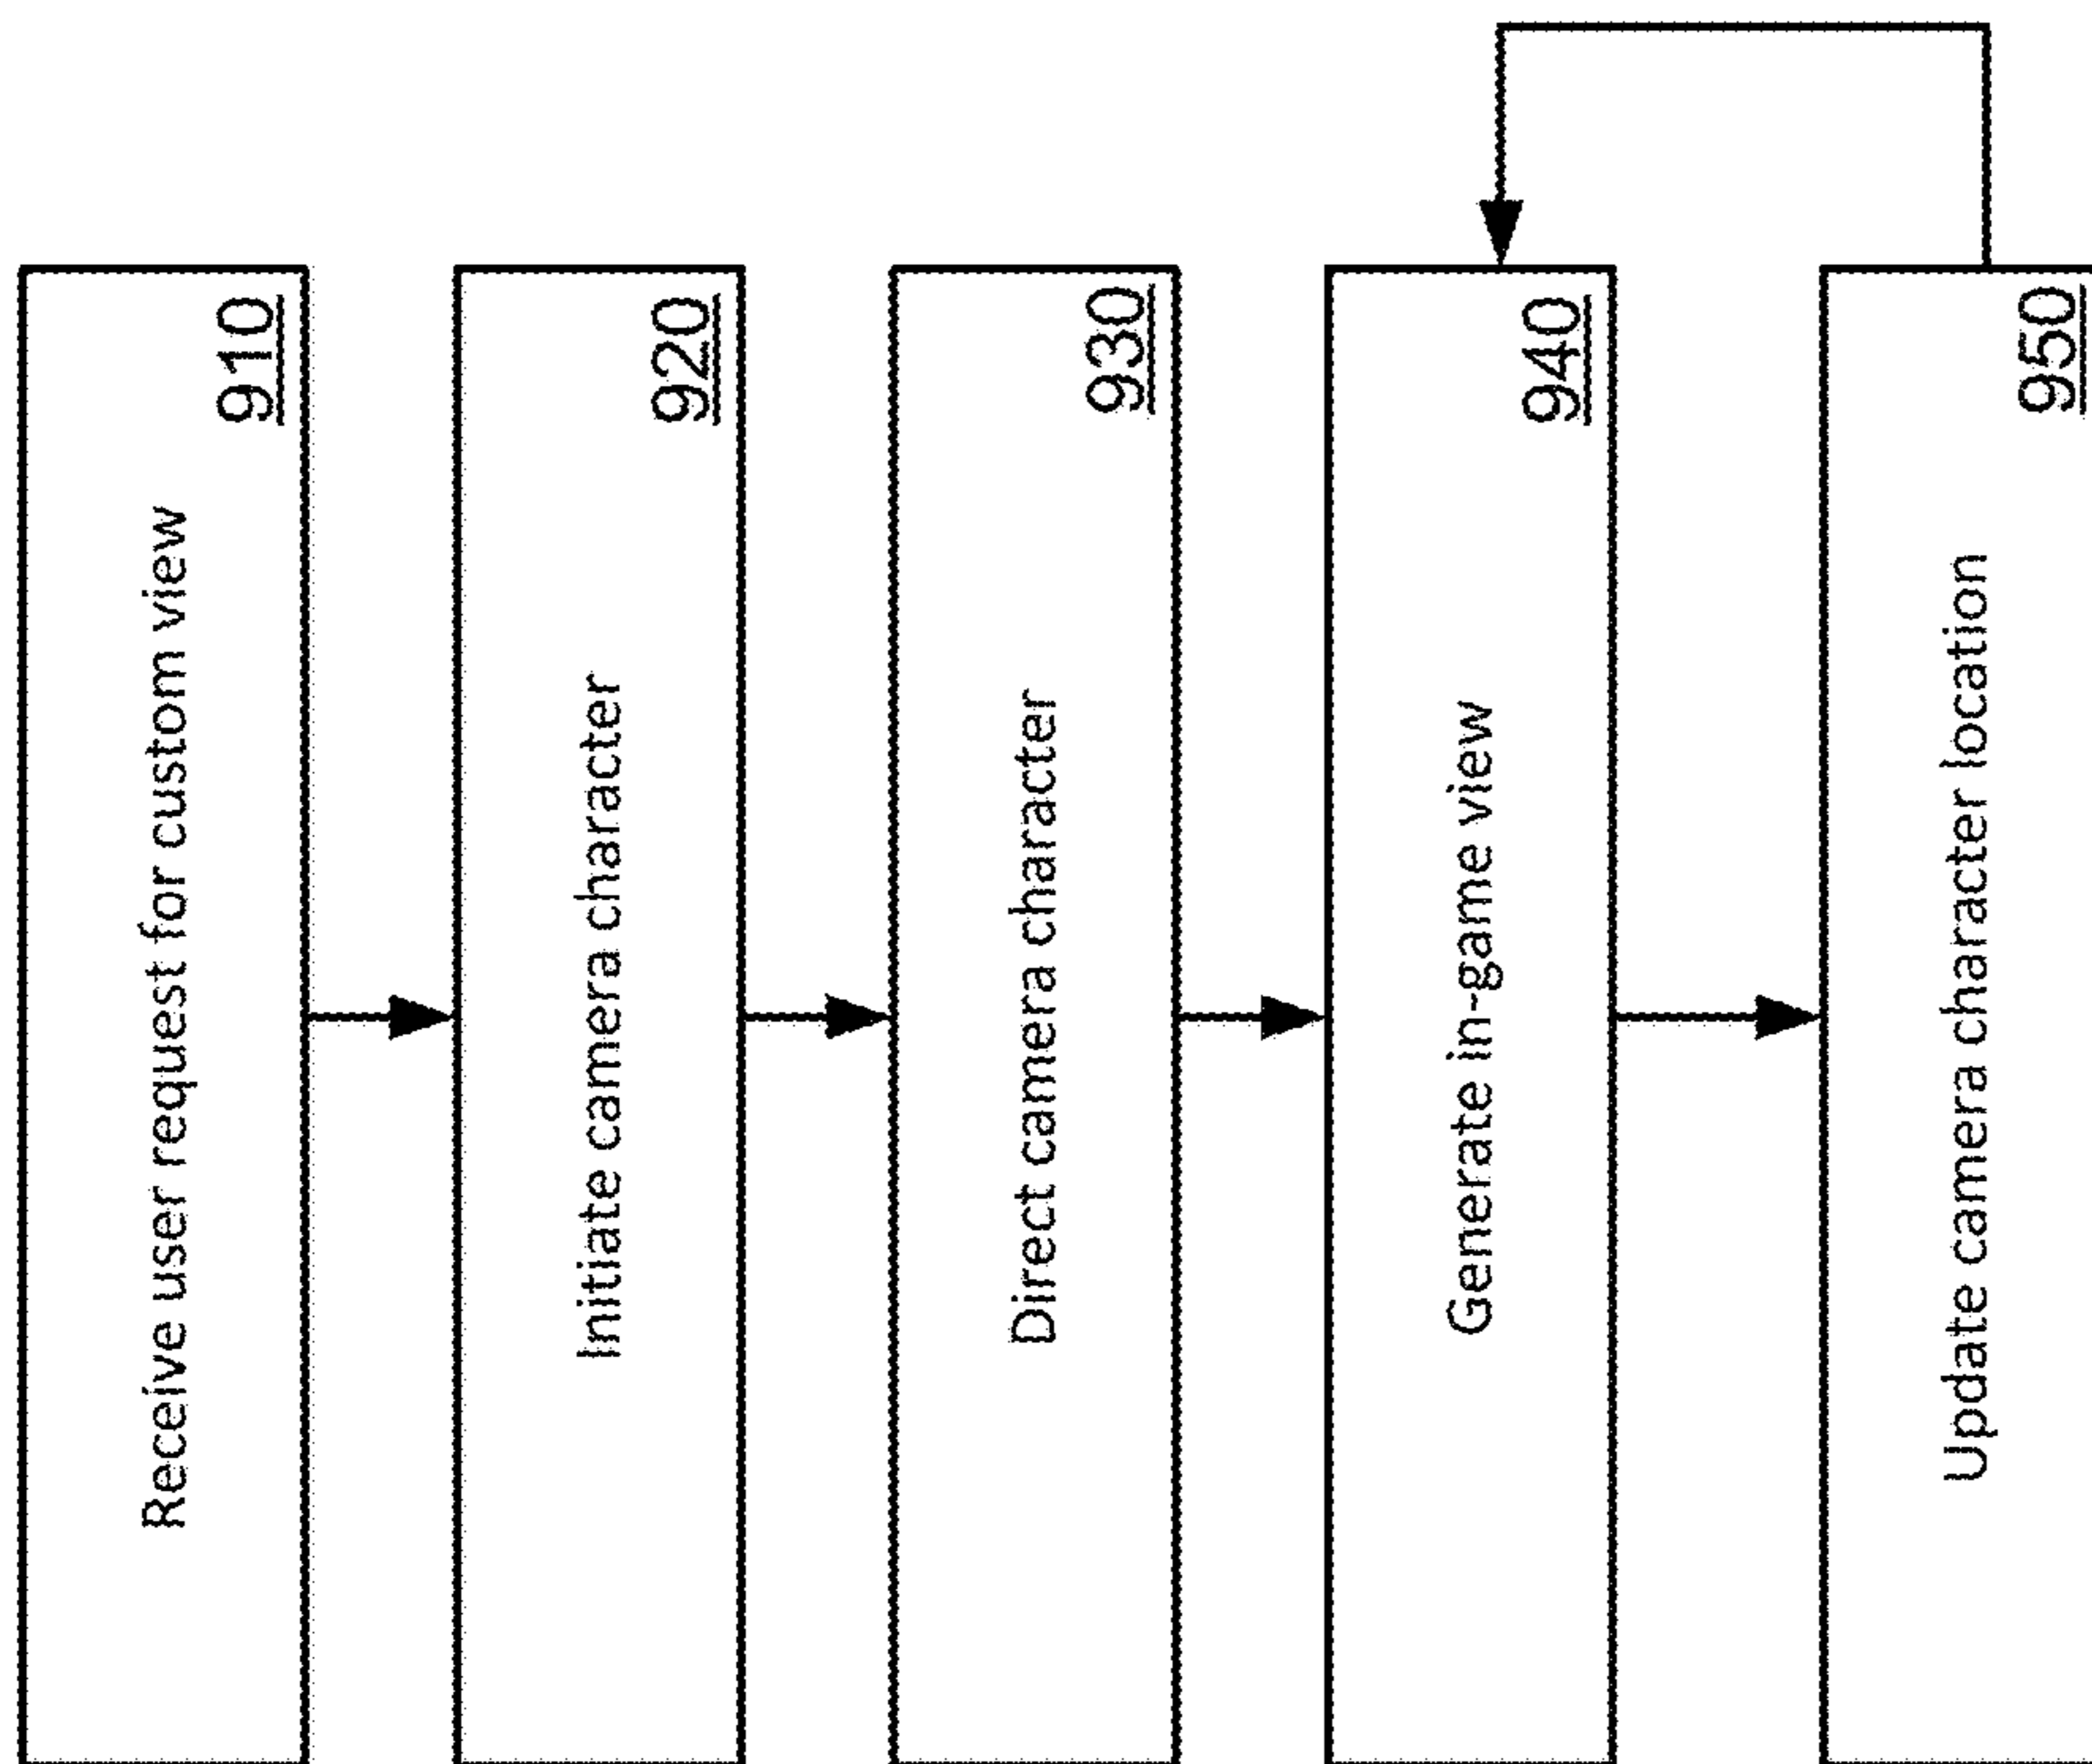 Receive user request for custom view
910
Initiate camera character
920
Direct camera character
930
Generate in-game view
940
Update camera character location
950